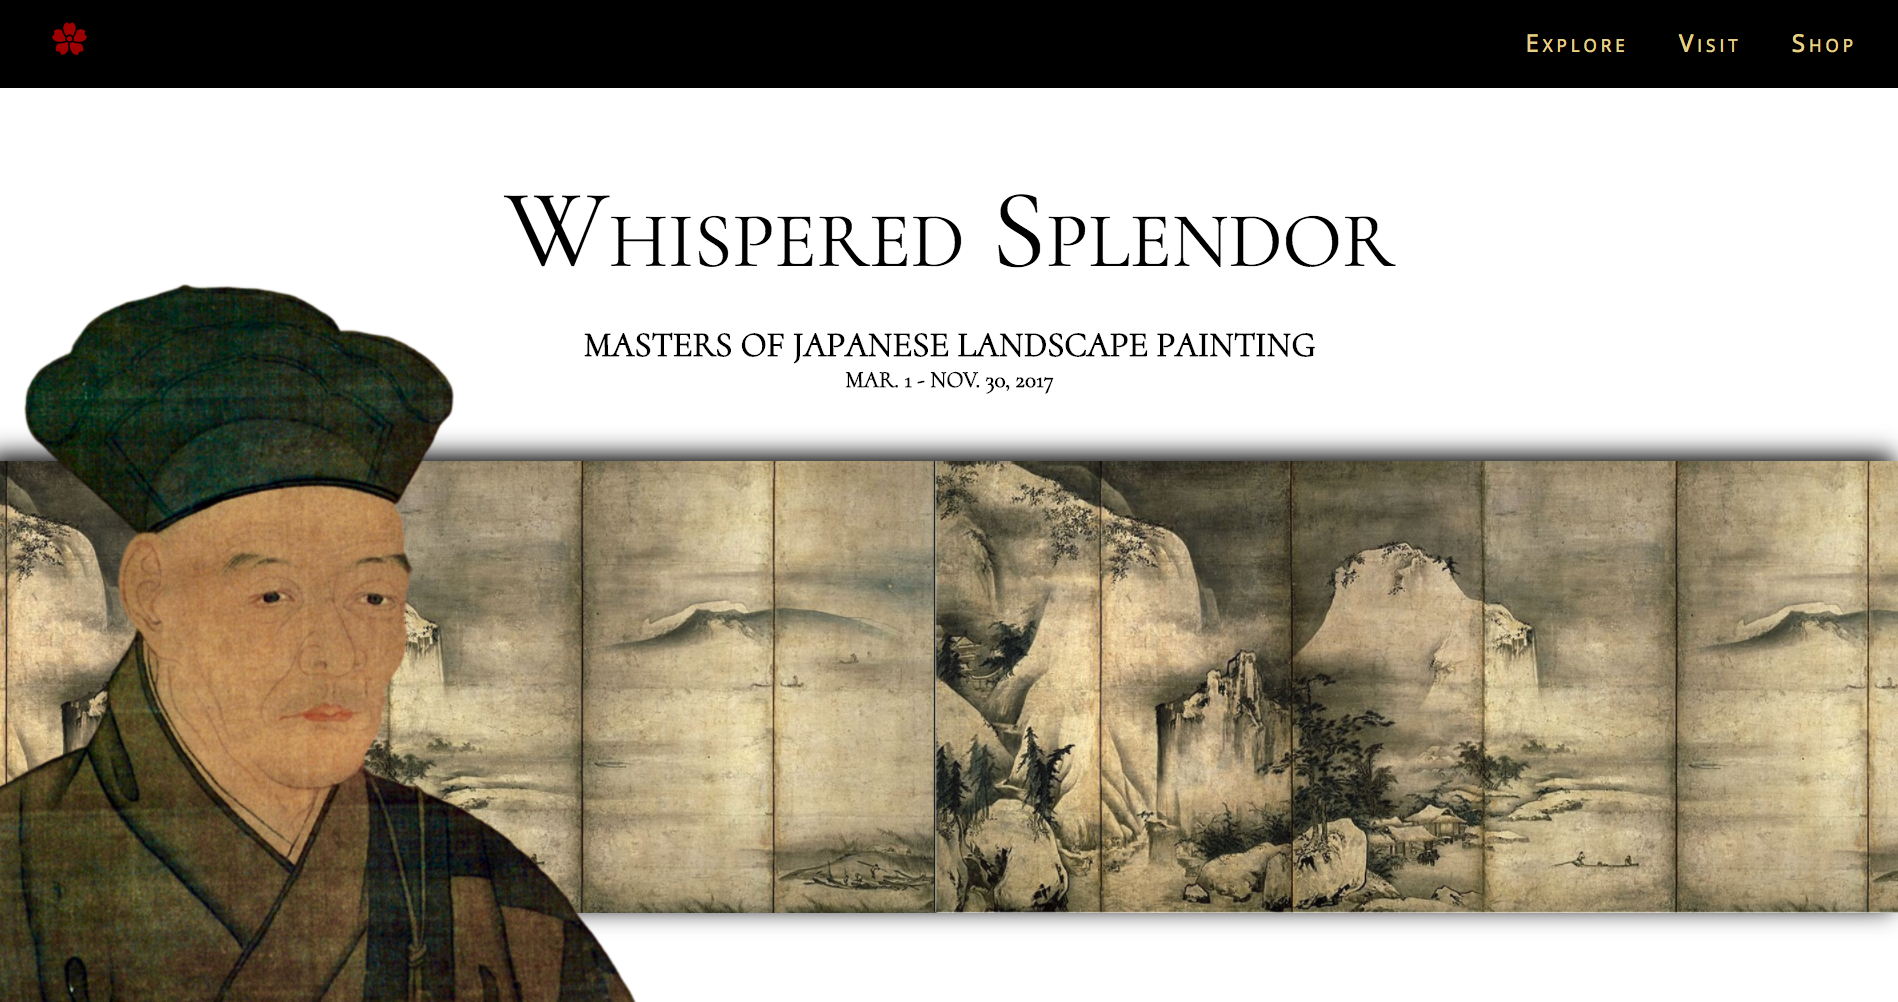 Explore Visit Shop
Whispered Splendor
MASTERS OF JAPANESE LANDSCAPE PAINTING
MAR. 1 - NOV. 30, 2017